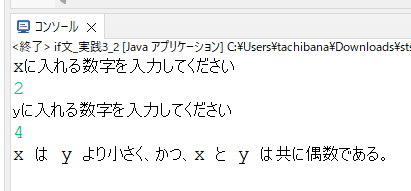 コンソール ×
<終了> if文_実践3_2 [Java アプリケーション] C:¥Users¥tachibana¥Downloads¥sts
xに入れる数字を入力してください
2
yに入れる数字を入力してください
4
x は y より小さく、かつ、x と y は共に偶数である。